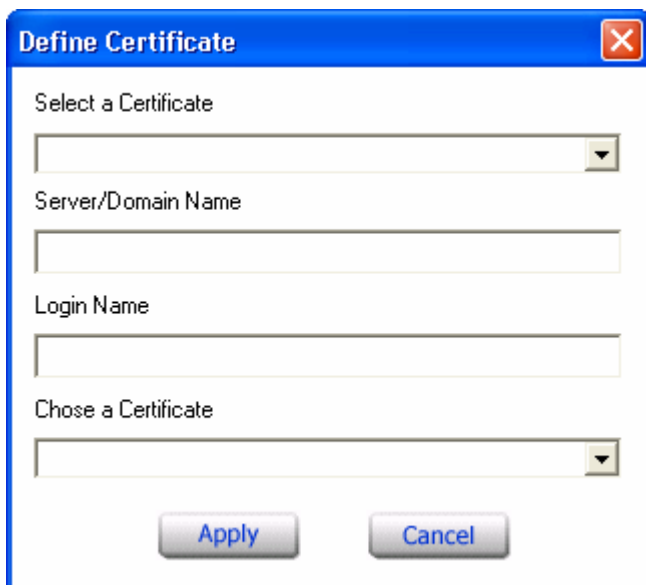 Define Certificate
Select a Certificate
Server/Domain Name
Login Name
Chose a Certificate
Apply Cancel